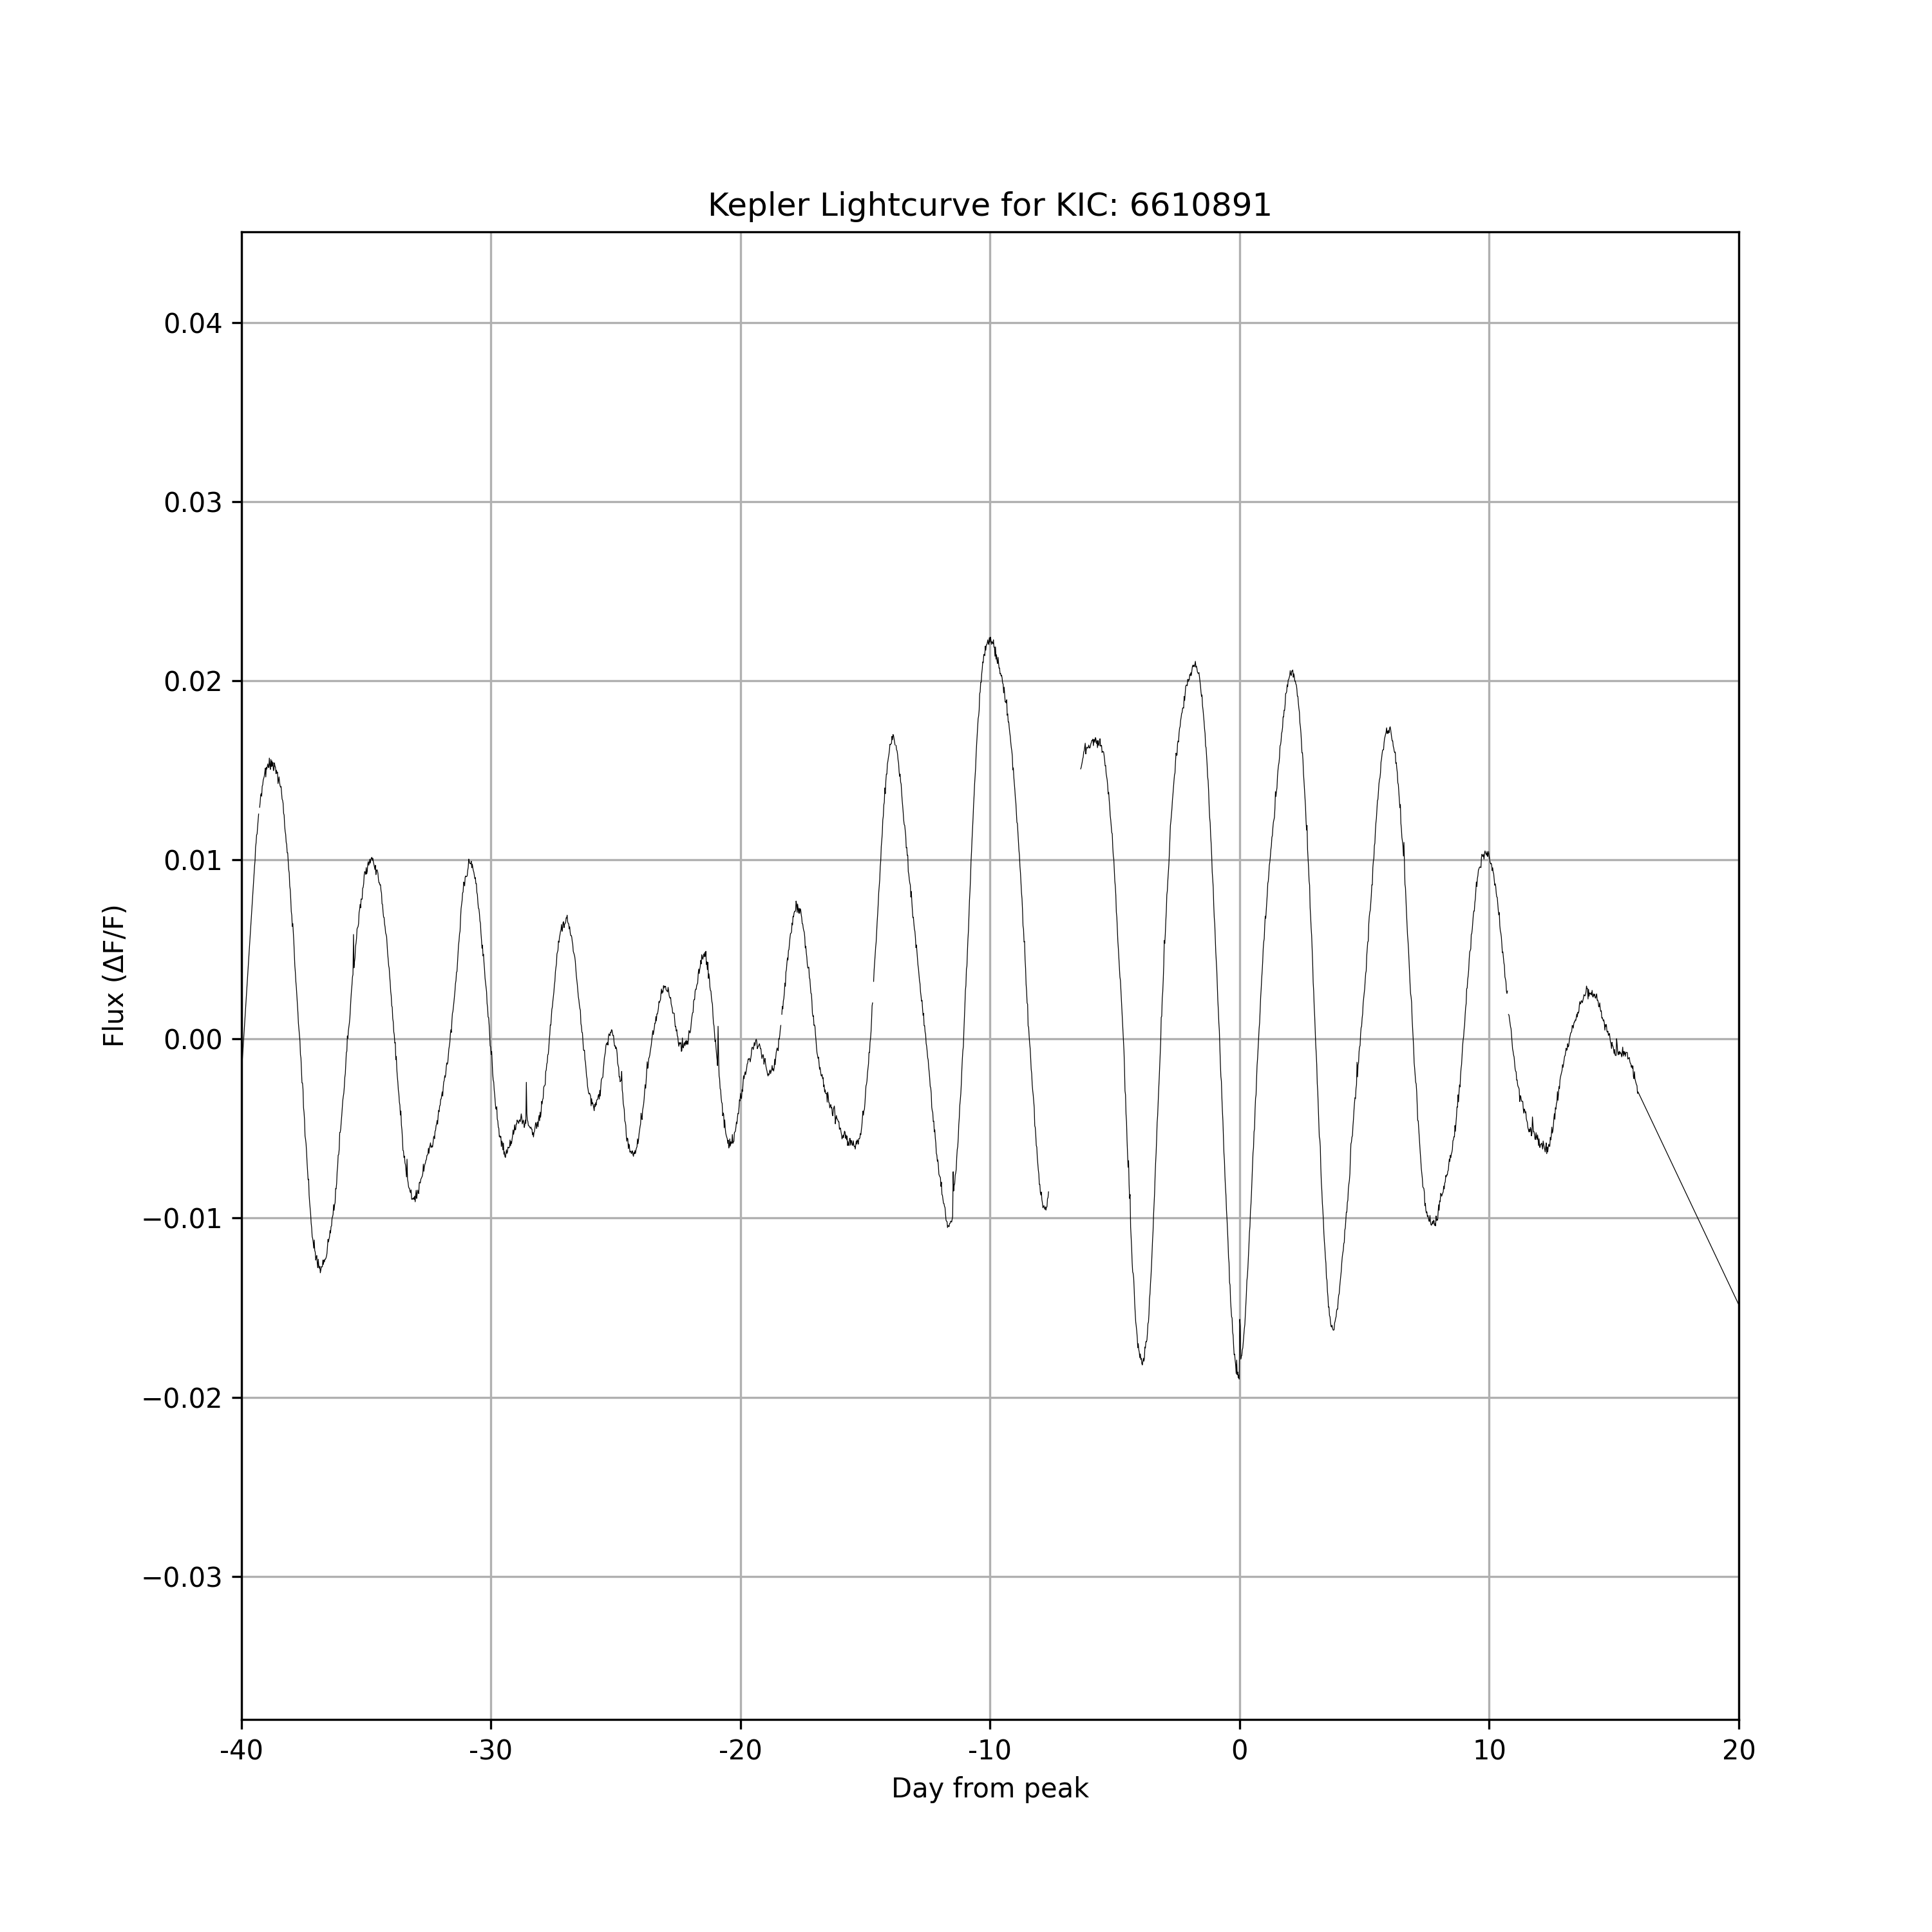 Kepler Lightcurve for KIC: 6610891
Flux (ΔF/F)
0.04
0.03
0.02
0.01
0.00
−0.01
−0.02
−0.03
-40 -30 -20 -10 0 10 20
Day from peak